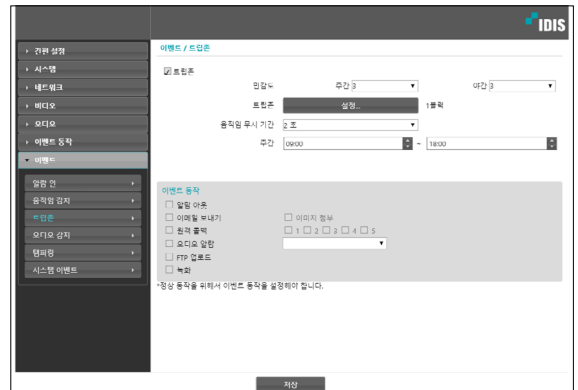 IDIS
간편 설정
시스템
네트워크
비디오
오디오
이벤트 동작
이벤트
알람 인
움직임 감지
트립존
오디오 감지
탬퍼링
시스템 이벤트
이벤트 / 트립존
트립존
민감도 주간 3 야간 3
트립존 설정... 1블럭
움직임 무시 기간 2 초
주간 09:00 ~ 18:00
이벤트 동작
알람 아웃
이메일 보내기 이미지 첨부
원격 콜백 1 2 3 4 5
오디오 알람
FTP 업로드
녹화
*정상 동작을 위해서 이벤트 동작을 설정해야 합니다.
저장